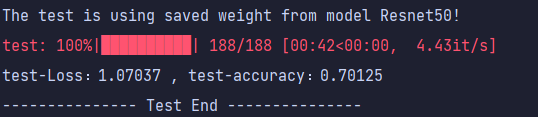 The test is using saved weight from model Resnet50!
test: 100%|██████████| 188/188 [00:42<00:00,  4.43it/s]
test-Loss：1.07037 , test-accuracy：0.70125
--------------- Test End ---------------